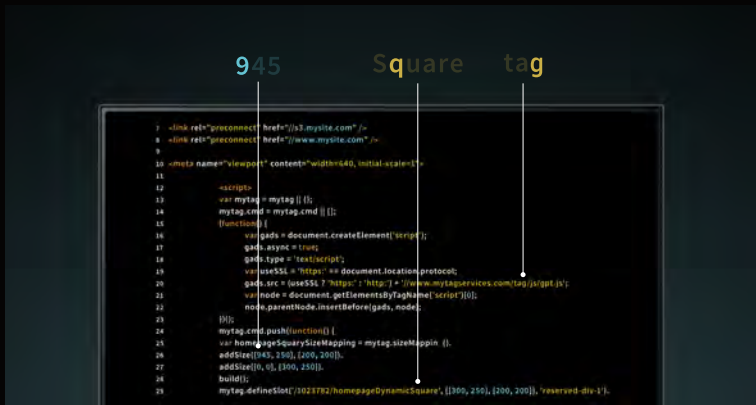 945 Square tag
7 <link rel="preconnect" href="//s3.mysite.com" />
8 <link rel="preconnect" href="//www.mysite.com" />
9
10 <meta name="viewport" content="width=640, initial-scale=1">
11
12 <script>
13 var mytag = mytag || {};
14 mytag.cmd = mytag.cmd || [];
15 (function() {
16 var gads = document.createElement('script');
17 gads.async = true;
18 gads.type = 'text/script';
19 var useSSL = 'https:' == document.location.protocol;
20 gads.src = (useSSL ? 'https:' : 'http:') + '//www.mytagservices.com/tag/js/gpt.js';
21 var node = document.getElementsByTagName('script')[0];
22 node.parentNode.insertBefore(gads, node);
23 })();
24 mytag.cmd.push(function() {
25 var homepageSquarySizeMapping = mytag.sizeMappin ().
26 addSize([945, 250], [200, 200]).
27 addSize([0, 0], [300, 250]).
28 build();
29 mytag.defineSlot('/1023782/homepageDynamicSquare', [[300, 250], [200, 200]], 'reserved-div-1').